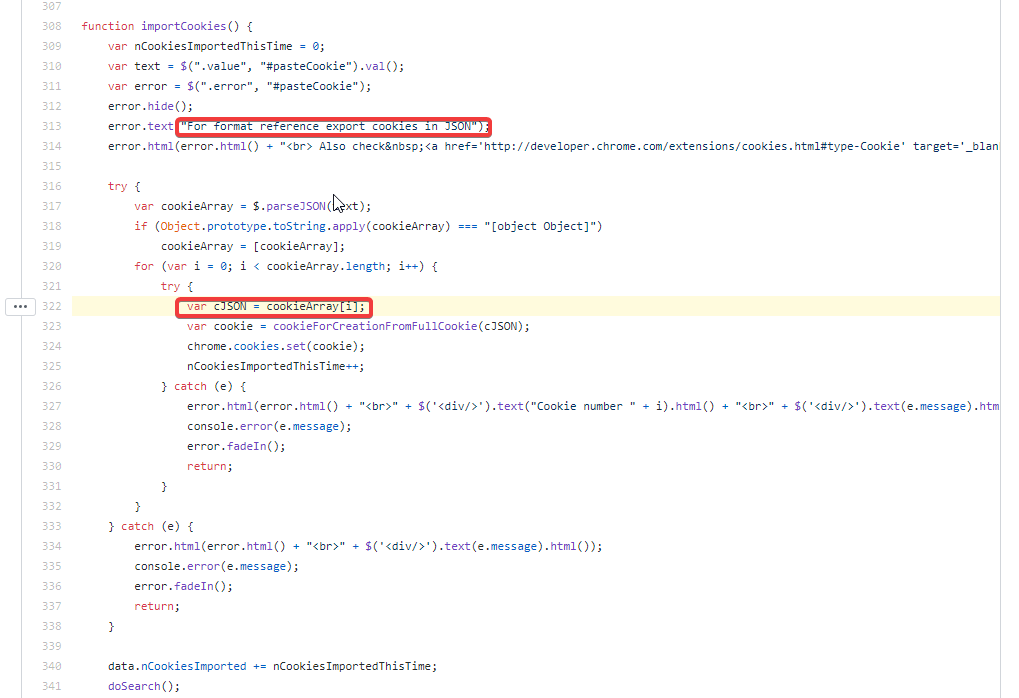 307
308 function importCookies() {
309 var nCookiesImportedThisTime = 0;
310 var text = $(".value", "#pasteCookie").val();
311 var error = $(".error", "#pasteCookie");
312 error.hide();
313 error.text "For format reference export cookies in JSON");
314 error.html(error.html() + "<br> Also check&nbsp;<a href='http://developer.chrome.com/extensions/cookies.html#type-Cookie' target='_blan
315
316 try {
317 var cookieArray = $.parseJSON( xt);
318 if (Object.prototype.toString.apply(cookieArray) === "[object Object]")
319 cookieArray = [cookieArray];
320 for (var i = 0; i < cookieArray.length; i++) {
321 try {
322 var cJSON = cookieArray[i];
323 var cookie = cookieForCreationFromFullCookie(cJSON);
324 chrome.cookies.set(cookie);
325 nCookiesImportedThisTime++;
326 } catch (e) {
327 error.html(error.html() + "<br>" + $('<div/>').text("Cookie number " + i).html() + "<br>" + $('<div/>').text(e.message).htm
328 console.error(e.message);
329 error.fadeIn();
330 return;
331 }
332 }
333 } catch (e) {
334 error.html(error.html() + "<br>" + $('<div/>').text(e.message).html());
335 console.error(e.message);
336 error.fadeIn();
337 return;
338 }
339
340 data.nCookiesImported += nCookiesImportedThisTime;
341 doSearch();